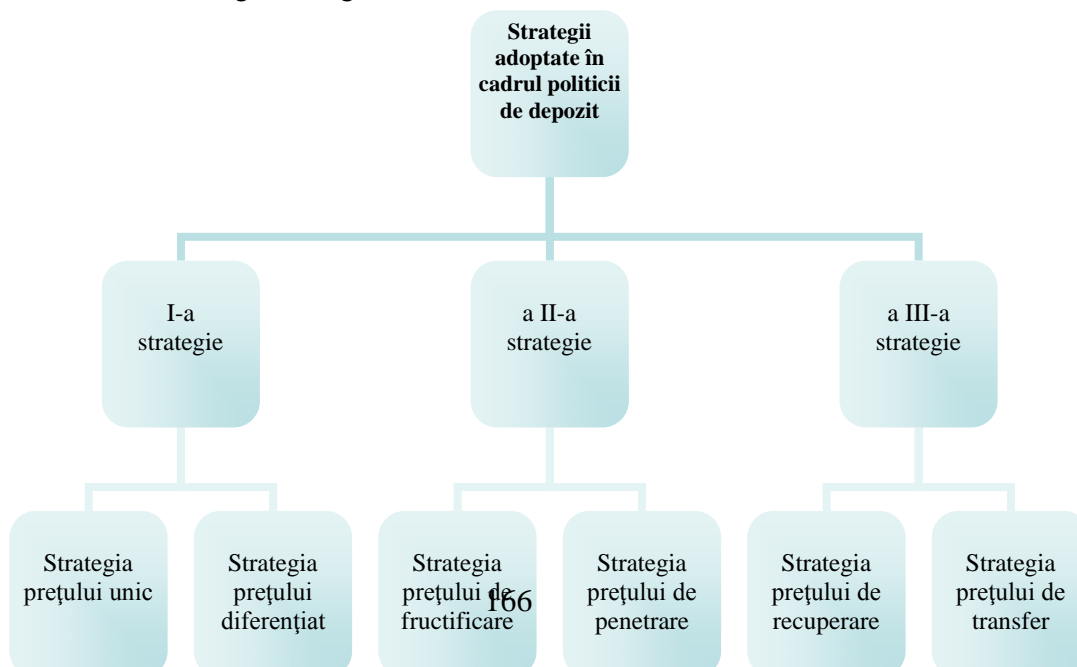 Strategii
adoptate în
cadrul politicii
de depozit
I-a
strategie
a II-a
strategie
a III-a
strategie
Strategia
preţului unic
Strategia
preţului
diferenţiat
Strategia
preţului de
fructificare
Strategia
preţului de
penetrare
Strategia
preţului de
recuperare
Strategia
preţului de
transfer
166